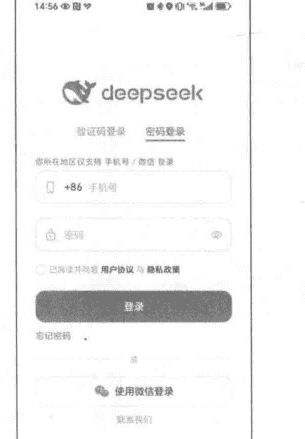 14:56
deepseek
验证码登录 密码登录
你所在地区仅支持 手机号 / 微信 登录
+86 手机号
密码
已阅读并同意 用户协议 与 隐私政策
登录
忘记密码
或
使用微信登录
联系我们